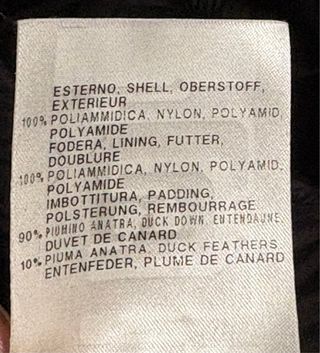 ESTERNO, SHELL, OBERSTOFF,
EXTERIEUR
100% POLIAMMIDICA, NYLON, POLYAMID,
POLYAMIDE
FODERA, LINING, FUTTER,
DOUBLURE
100% POLIAMMIDICA, NYLON, POLYAMID,
POLYAMIDE
IMBOTTITURA, PADDING,
POLSTERUNG, REMBOURRAGE
90% PIUMINO ANATRA, DUCK DOWN, ENTENDAUNE
DUVET DE CANARD
10% PIUMA ANATRA, DUCK FEATHERS
ENTENFEDER, PLUME DE CANARD